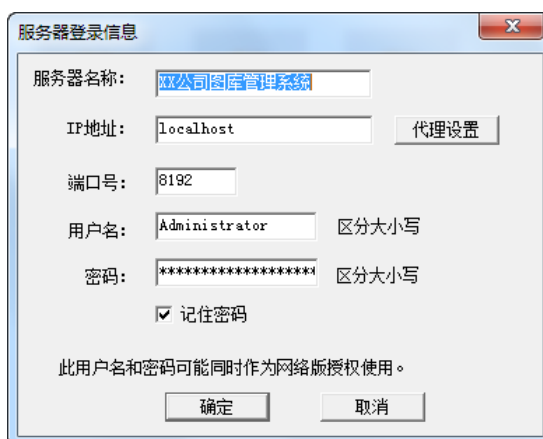 服务器登录信息
服务器名称: XX公司图库管理系统
IP地址: localhost 代理设置
端口号: 8192
用户名: Administrator 区分大小写
密码: ******************* 区分大小写
记住密码
此用户名和密码可能同时作为网络版授权使用。
确定 取消